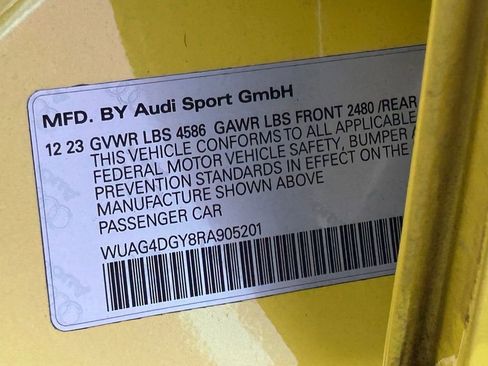 MFD. BY Audi Sport GmbH
12 23 GVWR LBS 4586 GAWR LBS FRONT 2480 /REAR
THIS VEHICLE CONFORMS TO ALL APPLICABLE
FEDERAL MOTOR VEHICLE SAFETY, BUMPER
PREVENTION STANDARDS IN EFFECT ON THE
MANUFACTURE SHOWN ABOVE
PASSENGER CAR
WUAG4DGY8RA905201